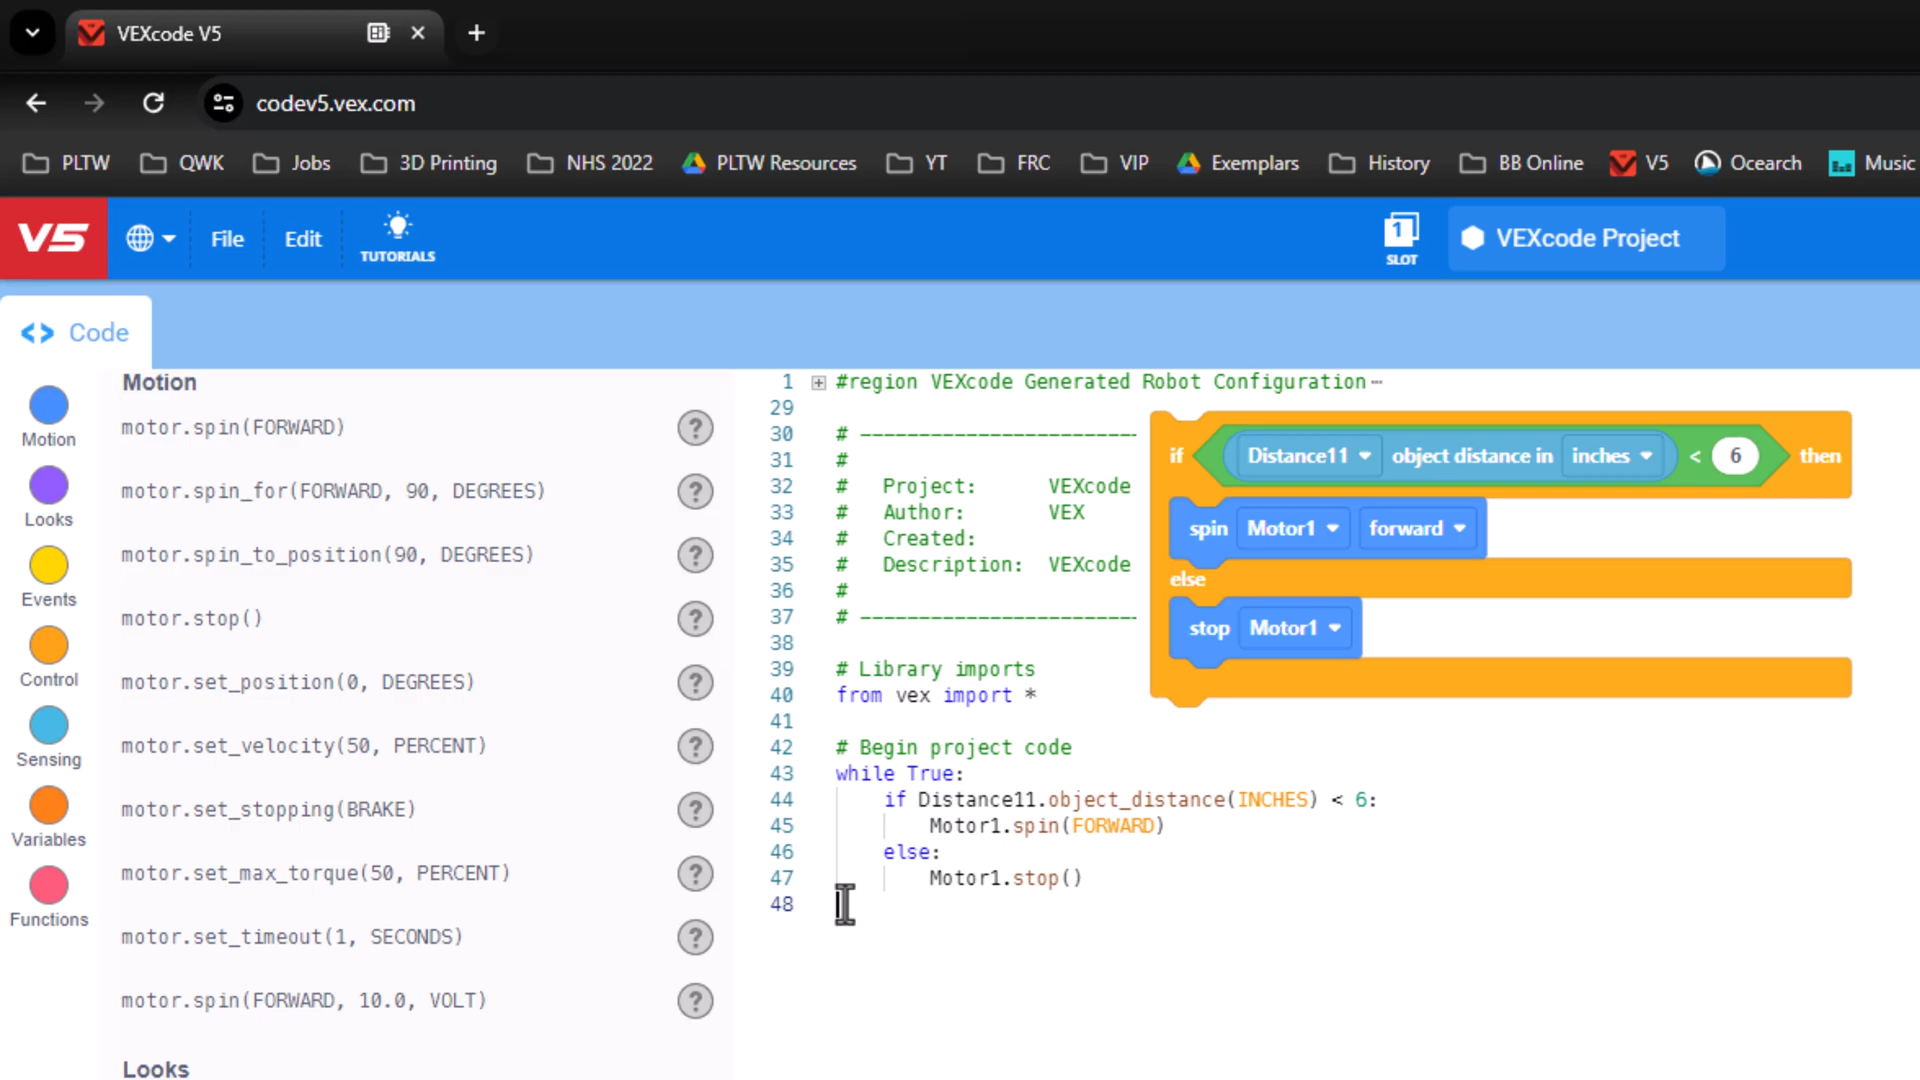 VEXcode V5
codev5.vex.com
PLTW QWK Jobs 3D Printing NHS 2022 PLTW Resources YT FRC VIP Exemplars History BB Online V5 Ocearch Music
V5 File Edit TUTORIALS 1 SLOT VEXcode Project
<> Code
Motion
Looks
Events
Control
Sensing
Variables
Functions
Motion
motor.spin(FORWARD) ?
motor.spin_for(FORWARD, 90, DEGREES) ?
motor.spin_to_position(90, DEGREES) ?
motor.stop() ?
motor.set_position(0, DEGREES) ?
motor.set_velocity(50, PERCENT) ?
motor.set_stopping(BRAKE) ?
motor.set_max_torque(50, PERCENT) ?
motor.set_timeout(1, SECONDS) ?
motor.spin(FORWARD, 10.0, VOLT) ?
Looks
1 #region VEXcode Generated Robot Configuration⋯
29
30 # ------------------------
31 #
32 # Project: VEXcode
33 # Author: VEX
34 # Created:
35 # Description: VEXcode
36 #
37 # ------------------------
38
39 # Library imports
40 from vex import *
41
42 # Begin project code
43 while True:
44 if Distance11.object_distance(INCHES) < 6:
45 Motor1.spin(FORWARD)
46 else:
47 Motor1.stop()
48
if Distance11 object distance in inches < 6 then
spin Motor1 forward
else
stop Motor1